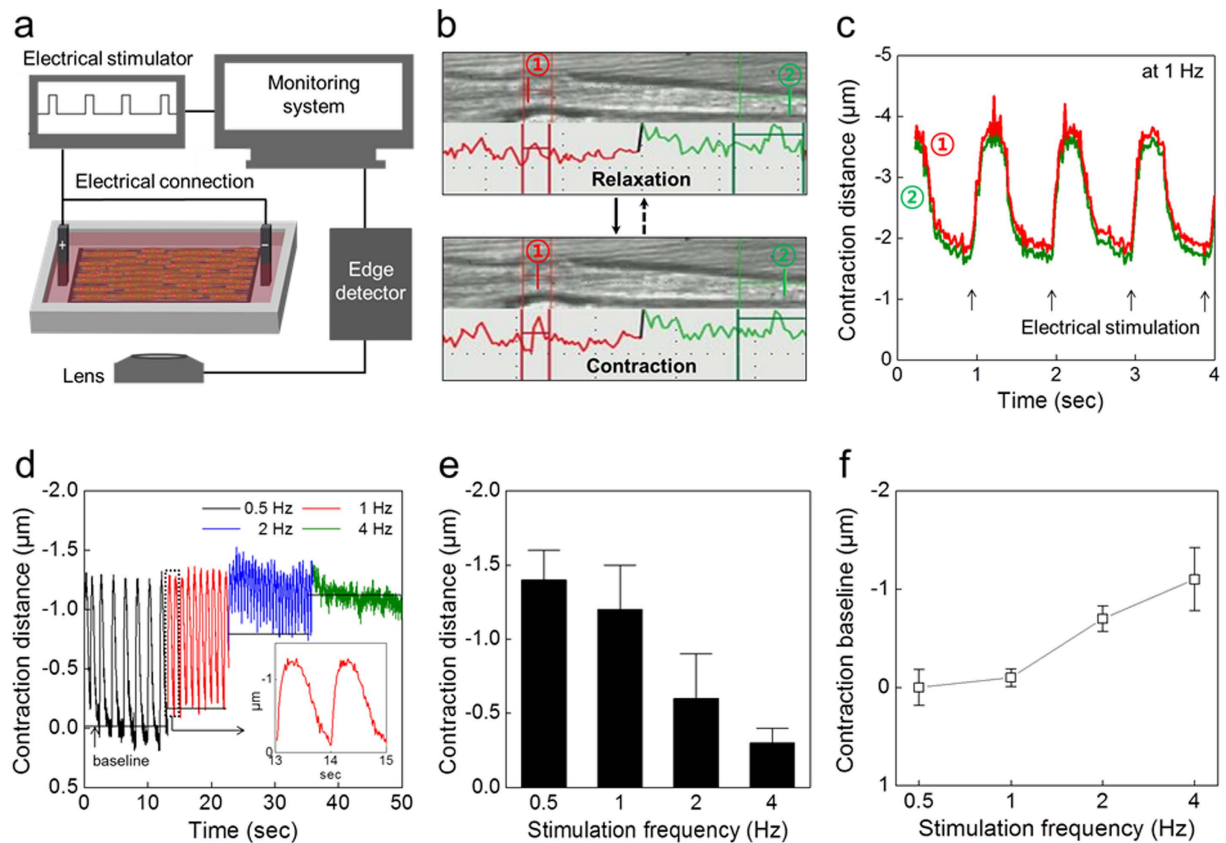 a
Electrical stimulator
Monitoring
system
Electrical connection
+
−
Edge
detector
Lens
b
① ②
Relaxation
① ②
Contraction
c
Contraction distance (μm)
-5
-4
-3
-2
-1
0
at 1 Hz
①
②
Electrical stimulation
0 1 2 3 4
Time (sec)
d
Contraction distance (μm)
-2.0
-1.5
-1.0
-0.5
0.0
0.5
0.5 Hz 1 Hz
2 Hz 4 Hz
baseline
μm
-1
0
13 14 15
sec
0 10 20 30 40 50
Time (sec)
e
Contraction distance (μm)
-2.0
-1.5
-1.0
-0.5
0.0
0.5 1 2 4
Stimulation frequency (Hz)
f
Contraction baseline (μm)
-2
-1
0
1
0.5 1 2 4
Stimulation frequency (Hz)